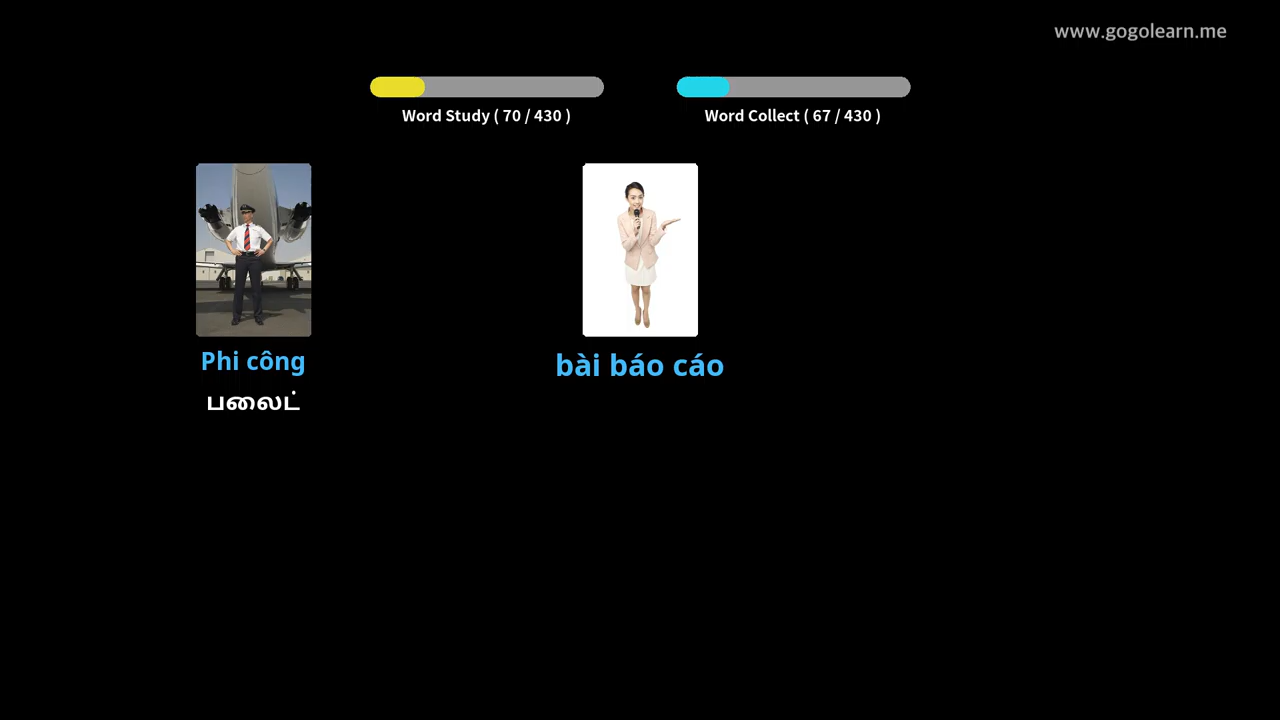 www.gogolearn.me
Word Study ( 70 / 430 )
Word Collect ( 67 / 430 )
Phi công
bài báo cáo
பலைட்